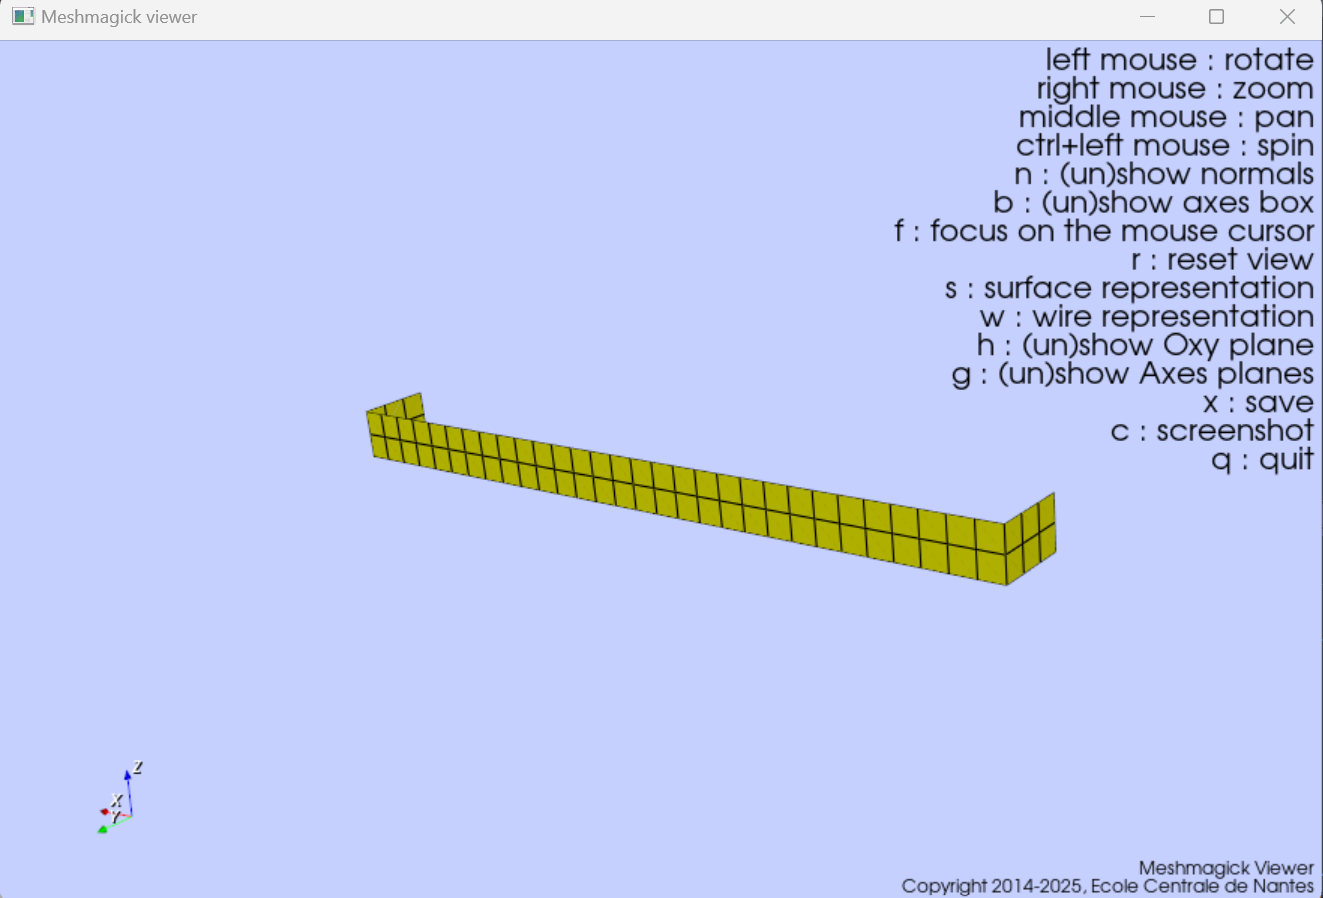 Meshmagick viewer
left mouse : rotate
right mouse : zoom
middle mouse : pan
ctrl+left mouse : spin
n : (un)show normals
b : (un)show axes box
f : focus on the mouse cursor
r : reset view
s : surface representation
w : wire representation
h : (un)show Oxy plane
g : (un)show Axes planes
x : save
c : screenshot
q : quit
Z
X
Y
Meshmagick Viewer
Copyright 2014-2025, Ecole Centrale de Nantes